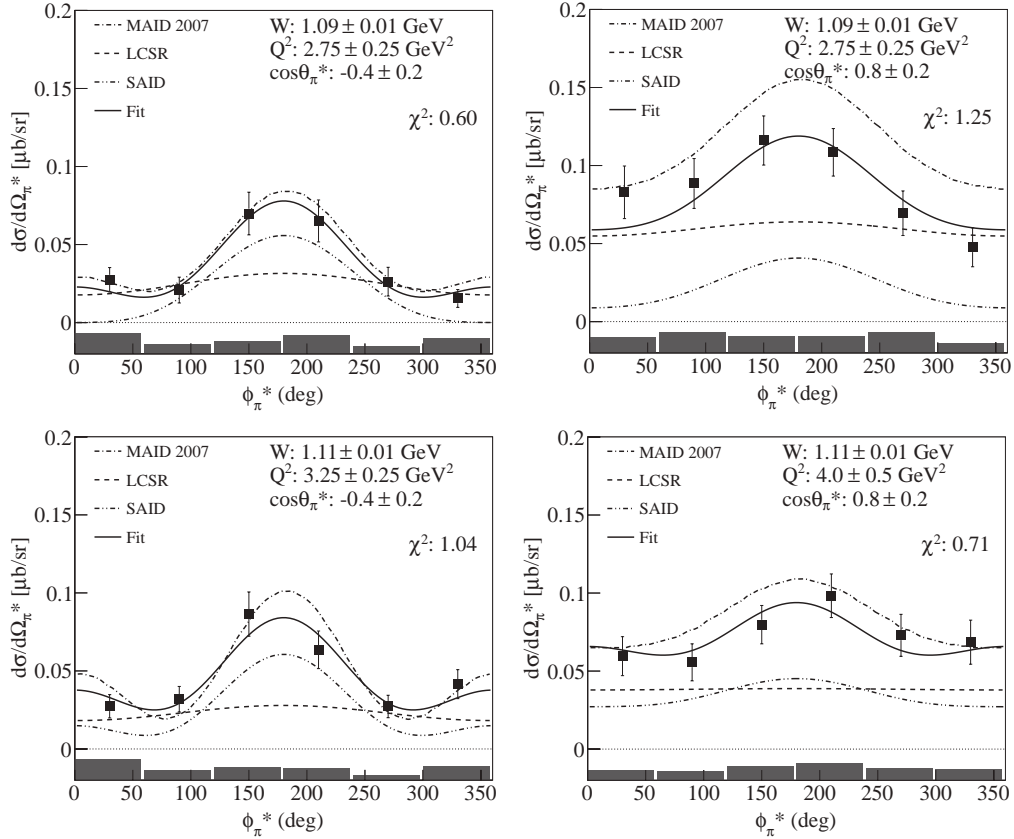 0.2
MAID 2007
LCSR
SAID
Fit
W: 1.09 ± 0.01 GeV
Q²: 2.75 ± 0.25 GeV²
cosθπ*: -0.4 ± 0.2
χ²: 0.60
0.15
0.1
0.05
0
dσ/dΩπ* [μb/sr]
0 50 100 150 200 250 300 350
ϕπ* (deg)
0.2
MAID 2007
LCSR
SAID
Fit
W: 1.09 ± 0.01 GeV
Q²: 2.75 ± 0.25 GeV²
cosθπ*: 0.8 ± 0.2
χ²: 1.25
0.15
0.1
0.05
0
dσ/dΩπ* [μb/sr]
0 50 100 150 200 250 300 350
ϕπ* (deg)
0.2
MAID 2007
LCSR
SAID
Fit
W: 1.11 ± 0.01 GeV
Q²: 3.25 ± 0.25 GeV²
cosθπ*: -0.4 ± 0.2
χ²: 1.04
0.15
0.1
0.05
0
dσ/dΩπ* [μb/sr]
0 50 100 150 200 250 300 350
ϕπ* (deg)
0.2
MAID 2007
LCSR
SAID
Fit
W: 1.11 ± 0.01 GeV
Q²: 4.0 ± 0.5 GeV²
cosθπ*: 0.8 ± 0.2
χ²: 0.71
0.15
0.1
0.05
0
dσ/dΩπ* [μb/sr]
0 50 100 150 200 250 300 350
ϕπ* (deg)